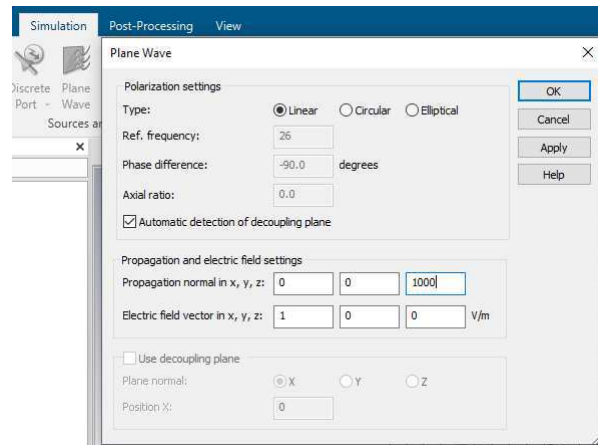 Simulation Post-Processing View
Plane Wave
Discrete Plane
Port Wave
Sources
Polarization settings
Type: Linear Circular Elliptical
Ref. frequency: 26
Phase difference: -90.0 degrees
Axial ratio: 0.0
Automatic detection of decoupling plane
Propagation and electric field settings
Propagation normal in x, y, z: 0 0 1000
Electric field vector in x, y, z: 1 0 0 V/m
Use decoupling plane
Plane normal: X Y Z
Position X: 0
OK
Cancel
Apply
Help